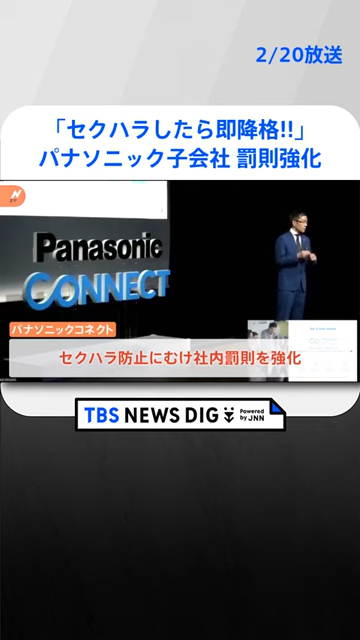 2/20放送
「セクハラしたら即降格!!」
パナソニック子会社 罰則強化
Panasonic
CONNECT
パナソニックコネクト
セクハラ防止にむけ社内罰則を強化
TBS NEWS DIG
Powered
by JNN